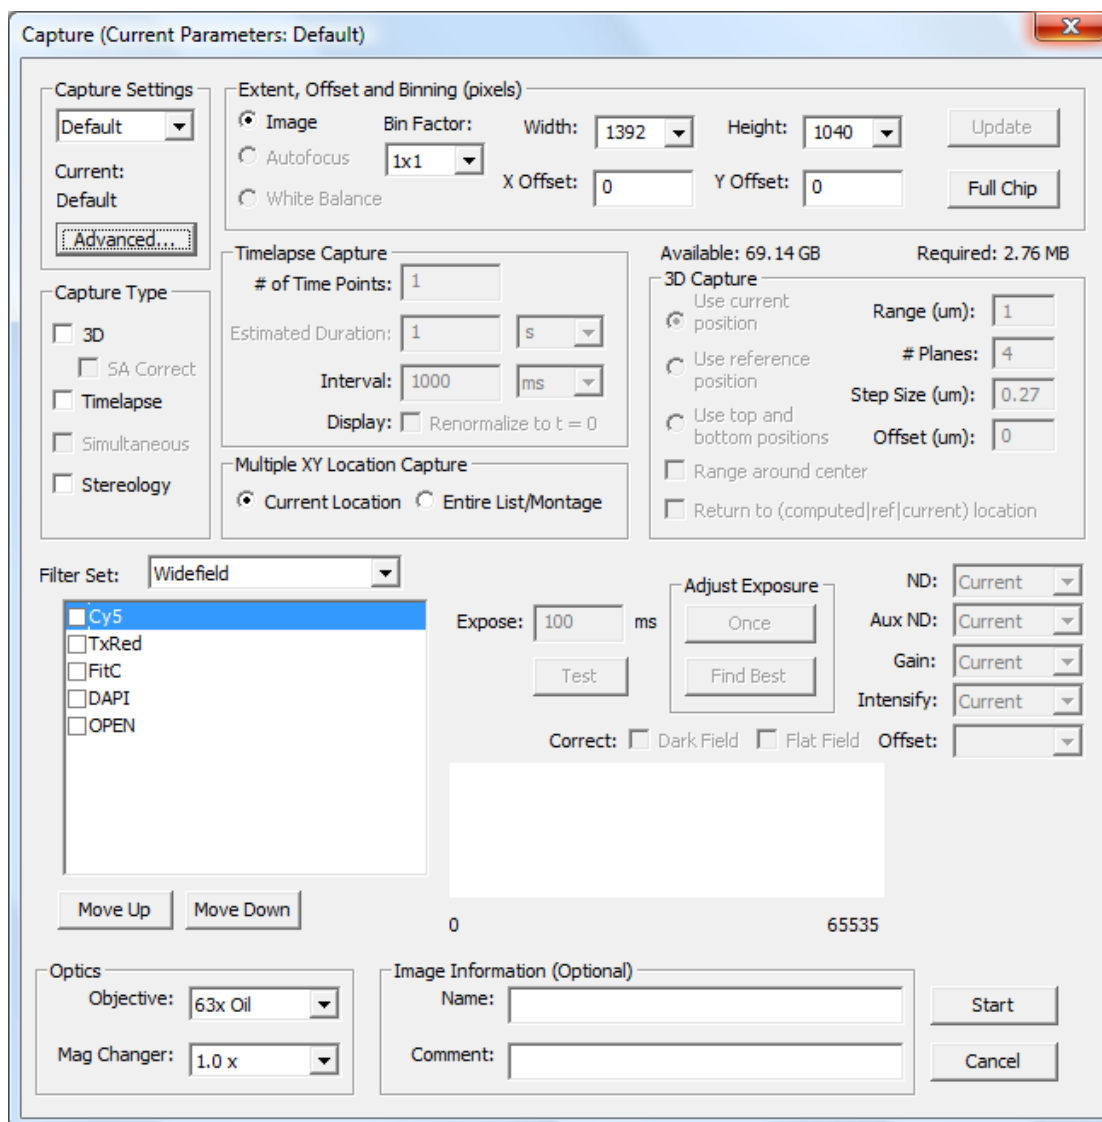 Capture (Current Parameters: Default)
Capture Settings
Default
Current:
Default
Advanced...
Extent, Offset and Binning (pixels)
Image
Autofocus
White Balance
Bin Factor:
1x1
Width: 1392
Height: 1040
Update
X Offset: 0
Y Offset: 0
Full Chip
Capture Type
3D
SA Correct
Timelapse
Simultaneous
Stereology
Timelapse Capture
# of Time Points: 1
Estimated Duration: 1 s
Interval: 1000 ms
Display: Renormalize to t = 0
Multiple XY Location Capture
Current Location Entire List/Montage
Available: 69.14 GB Required: 2.76 MB
3D Capture
Use current
position
Use reference
position
Use top and
bottom positions
Range around center
Return to (computed|ref|current) location
Range (um): 1
# Planes: 4
Step Size (um): 0.27
Offset (um): 0
Filter Set: Widefield
Cy5
TxRed
FitC
DAPI
OPEN
Move Up Move Down
Expose: 100 ms
Test
Adjust Exposure
Once
Find Best
ND: Current
Aux ND: Current
Gain: Current
Intensify: Current
Correct: Dark Field Flat Field Offset:
0 65535
Optics
Objective: 63x Oil
Mag Changer: 1.0 x
Image Information (Optional)
Name:
Comment:
Start
Cancel